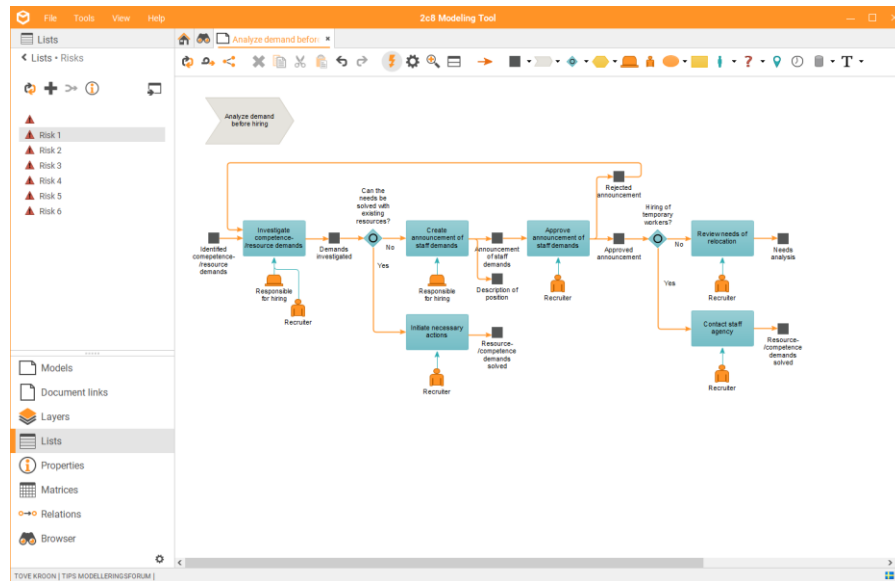 File Tools View Help
2c8 Modeling Tool
Lists
Analyze demand befor
Lists • Risks
Risk 1
Risk 2
Risk 3
Risk 4
Risk 5
Risk 6
Analyze demand
before hiring
Can the
needs be
solved with
existing
resources?
Rejected
announcement
Hiring of
temporary
workers?
Investigate
competence-
/resource demands
Create
announcement of
staff demands
Approve
announcement of
staff demands
Review needs of
relocation
Identified
comepetence-
/resource
demands
Demands
investigated
No
Yes
Announcement
of staff
demands
Approved
announcement
No
Yes
Needs
analysis
Responsible
for hiring
Recruiter
Responsible
for hiring
Description of
position
Recruiter
Recruiter
Initiate necessary
actions
Resource-
/competence
demands
solved
Contact staff
agency
Resource-
/competence
demands
solved
Recruiter
Recruiter
Models
Document links
Layers
Lists
Properties
Matrices
Relations
Browser
TOVE KROON | TIPS MODELLERINGSFORUM |